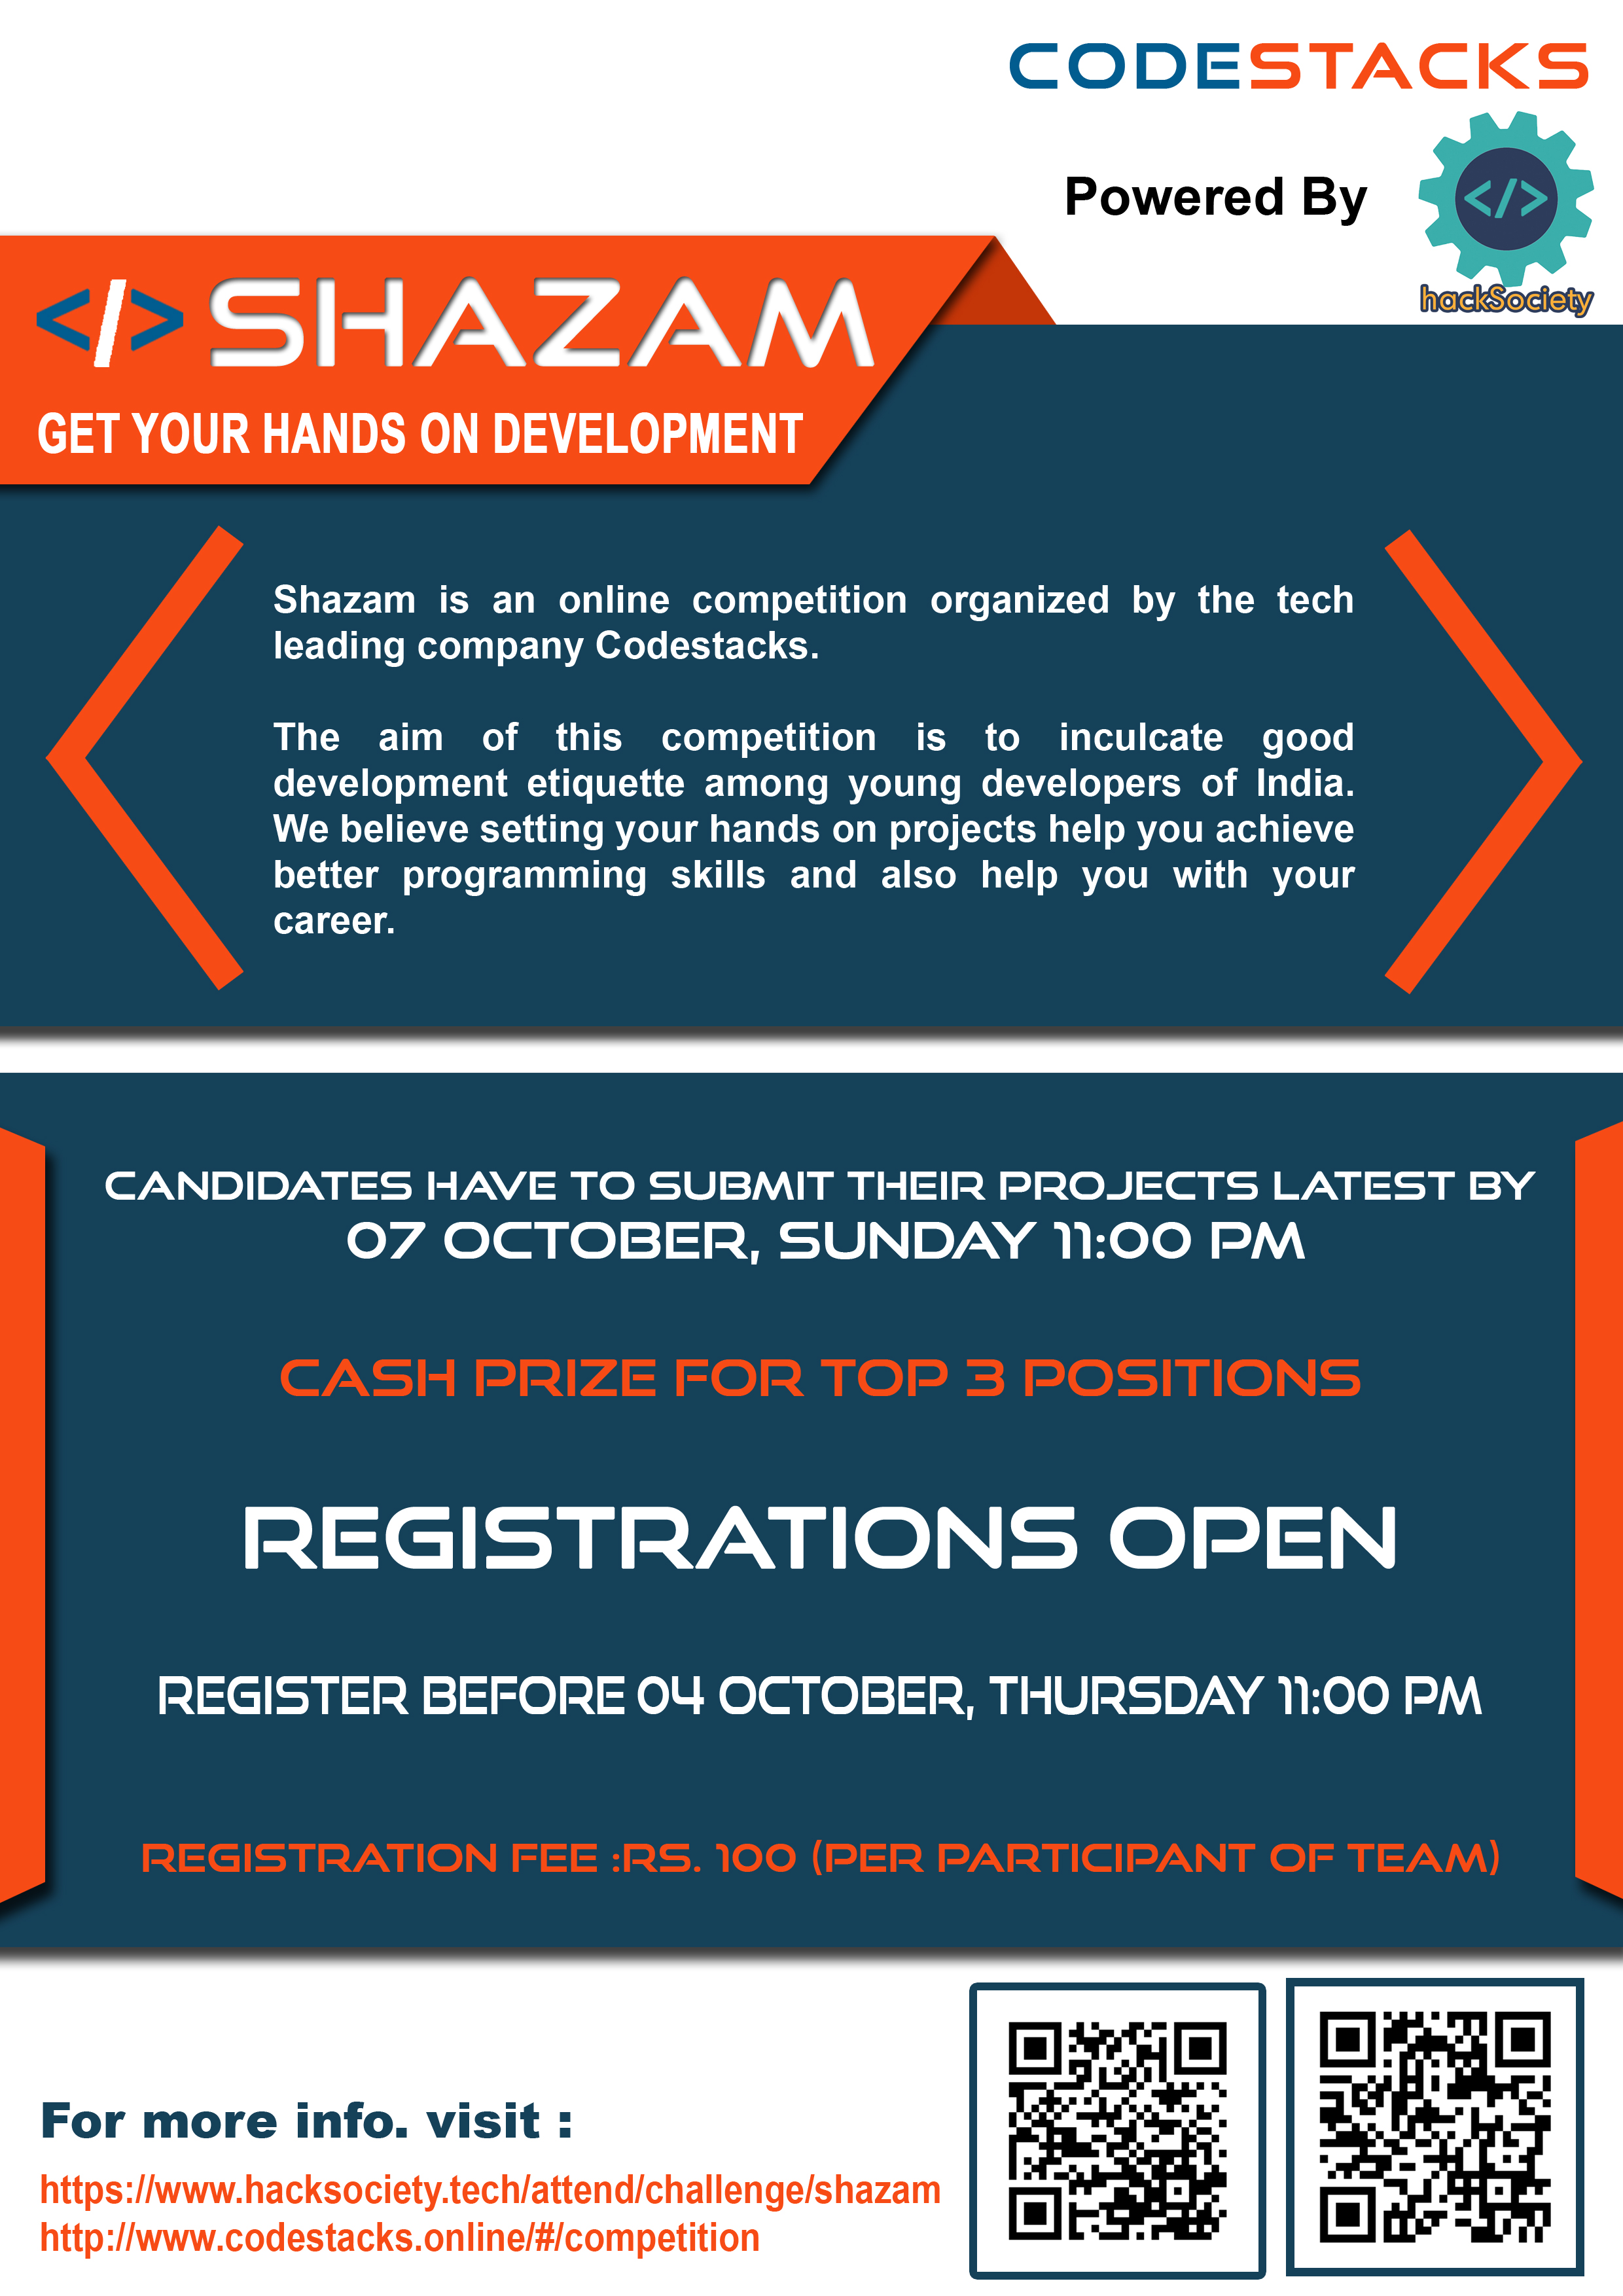 CODESTACKS
Powered By
</>
hackSociety
</> SHAZAM
GET YOUR HANDS ON DEVELOPMENT
Shazam is an online competition organized by the tech
leading company Codestacks.
The aim of this competition is to inculcate good
development etiquette among young developers of India.
We believe setting your hands on projects help you achieve
better programming skills and also help you with your
career.
CANDIDATES HAVE TO SUBMIT THEIR PROJECTS LATEST BY
07 OCTOBER, SUNDAY 11:00 PM
CASH PRIZE FOR TOP 3 POSITIONS
REGISTRATIONS OPEN
REGISTER BEFORE 04 OCTOBER, THURSDAY 11:00 PM
REGISTRATION FEE :RS. 100 (PER PARTICIPANT OF TEAM)
For more info. visit :
https://www.hacksociety.tech/attend/challenge/shazam
http://www.codestacks.online/#/competition